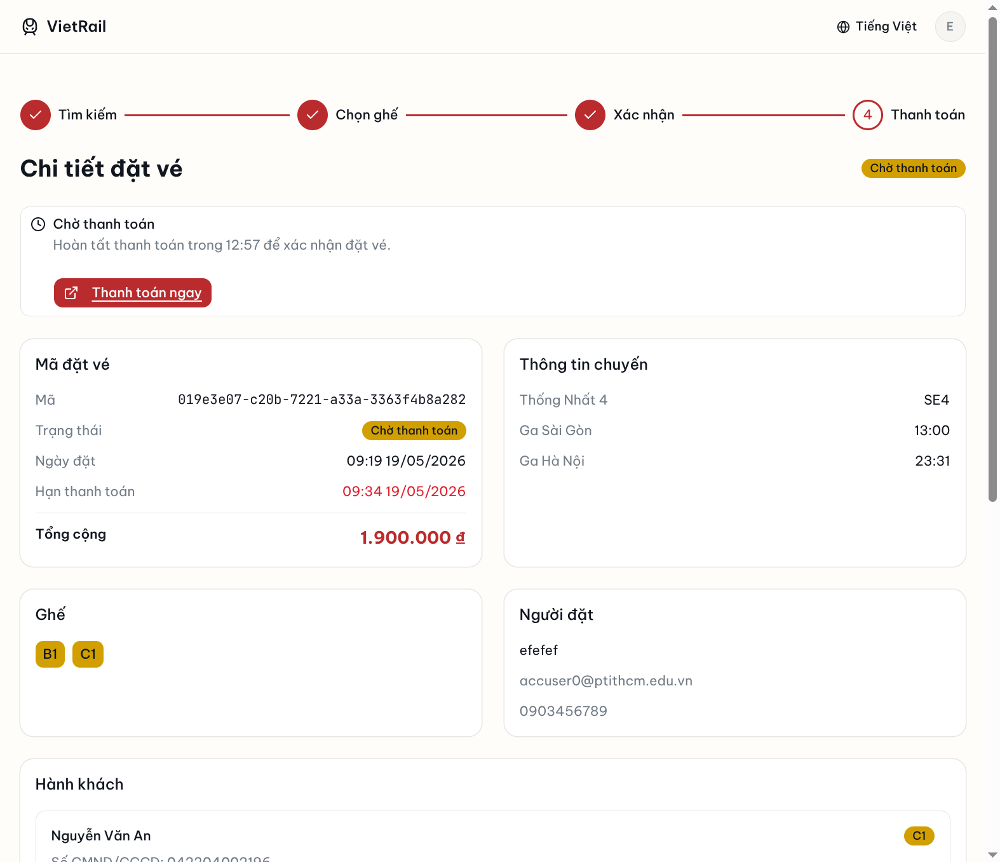 VietRail
Tiếng Việt
E
Tìm kiếm
Chọn ghế
Xác nhận
4
Thanh toán
Chi tiết đặt vé
Chờ thanh toán
Chờ thanh toán
Hoàn tất thanh toán trong 12:57 để xác nhận đặt vé.
Thanh toán ngay
Mã đặt vé
Mã 019e3e07-c20b-7221-a33a-3363f4b8a282
Trạng thái Chờ thanh toán
Ngày đặt 09:19 19/05/2026
Hạn thanh toán 09:34 19/05/2026
Tổng cộng 1.900.000 ₫
Thông tin chuyến
Thống Nhất 4 SE4
Ga Sài Gòn 13:00
Ga Hà Nội 23:31
Ghế
B1 C1
Người đặt
efefef
accuser0@ptithcm.edu.vn
0903456789
Hành khách
Nguyễn Văn An C1
Số CMND/CCCD: 042204002196